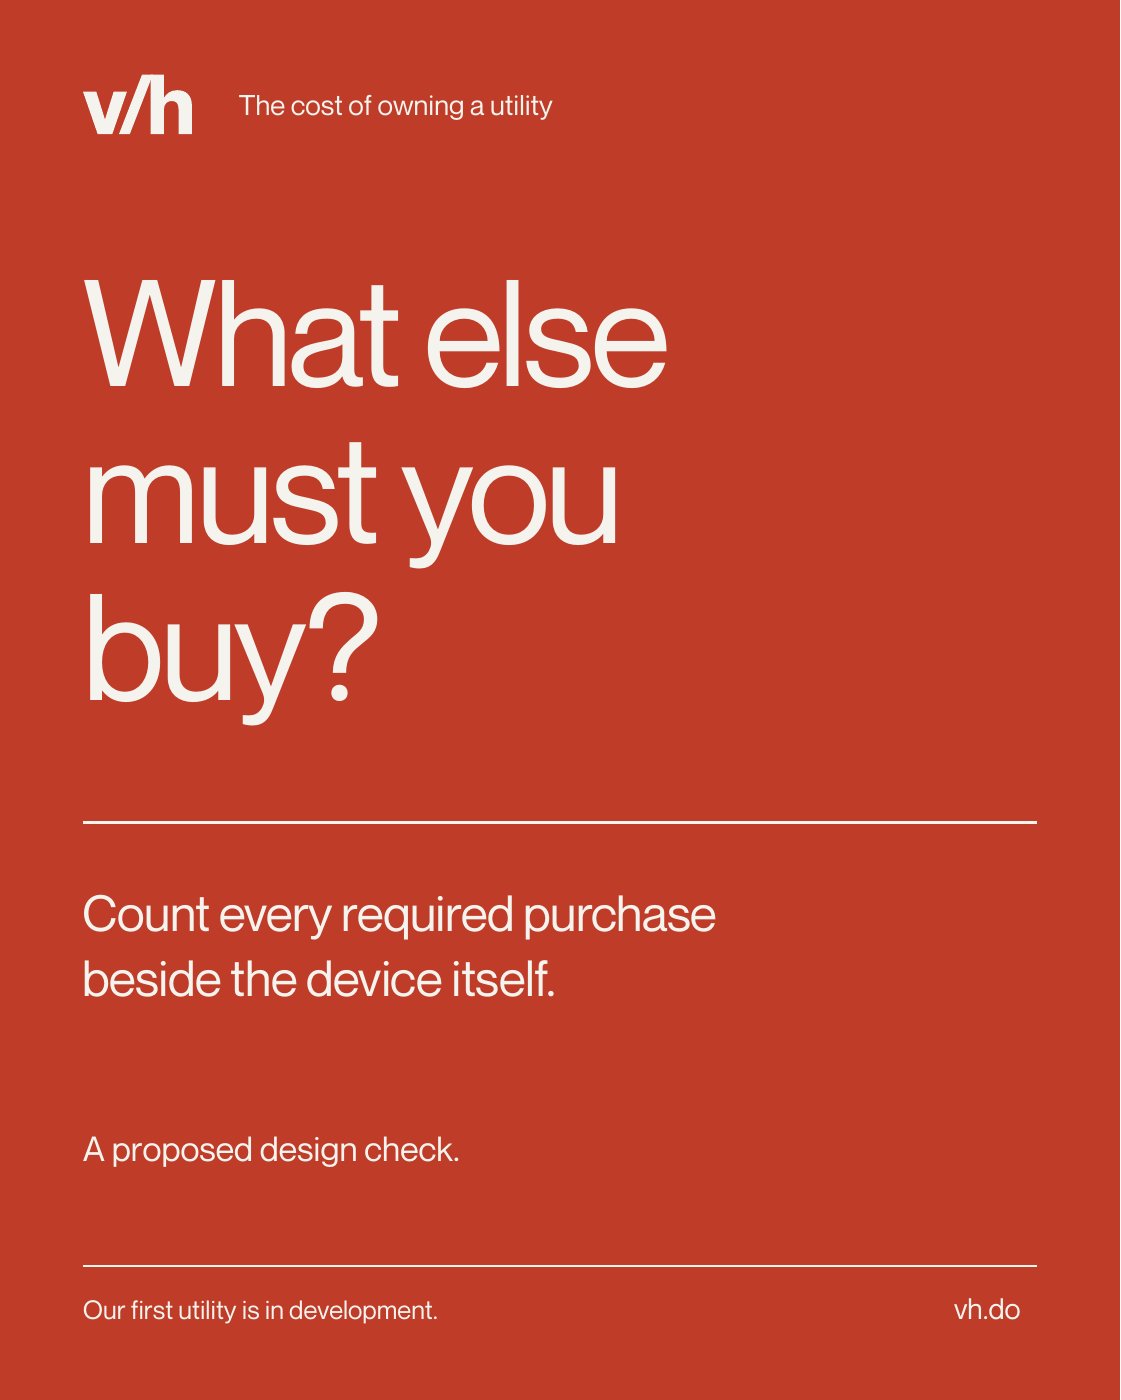 v/h
The cost of owning a utility
What else
must you
buy?
Count every required purchase
beside the device itself.
A proposed design check.
Our first utility is in development.
vh.do